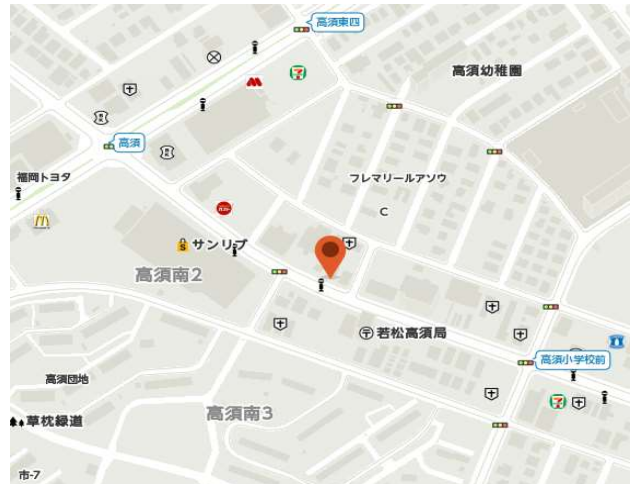 高須東四
高須幼稚園
高須
福岡トヨタ
フレマリールアソウ
C
サンリブ
高須南2
若松高須局
高須小学校前
高須団地
高須南3
草枕緑道
市-7